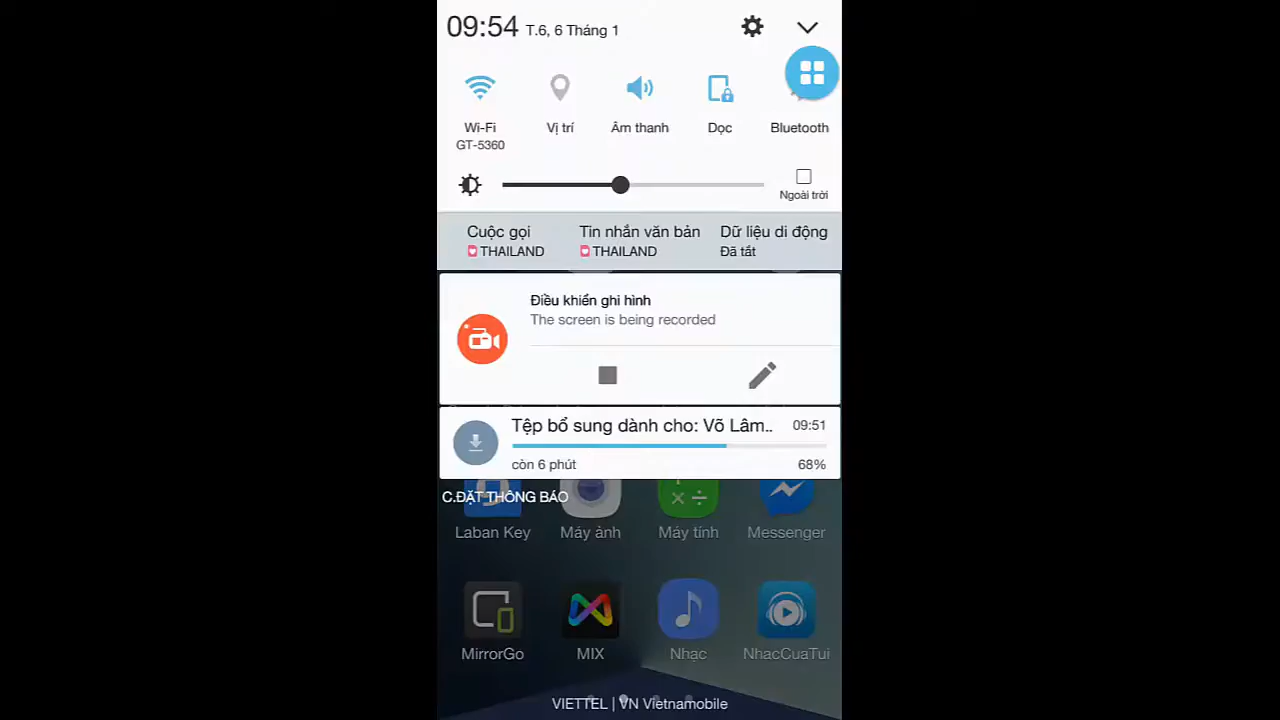 09:54 T.6, 6 Tháng 1
Wi-Fi Vị trí Âm thanh Dọc Bluetooth
GT-5360
Ngoài trời
Cuộc gọi Tin nhắn văn bản Dữ liệu di động
THAILAND THAILAND Đã tắt
Điều khiển ghi hình
The screen is being recorded
Tệp bổ sung dành cho: Võ Lâm.. 09:51
còn 6 phút 68%
C.ĐẶT THÔNG BÁO
Laban Key Máy ảnh Máy tính Messenger
MirrorGo MIX Nhạc NhacCuaTui
VIETTEL | VN Vietnamobile